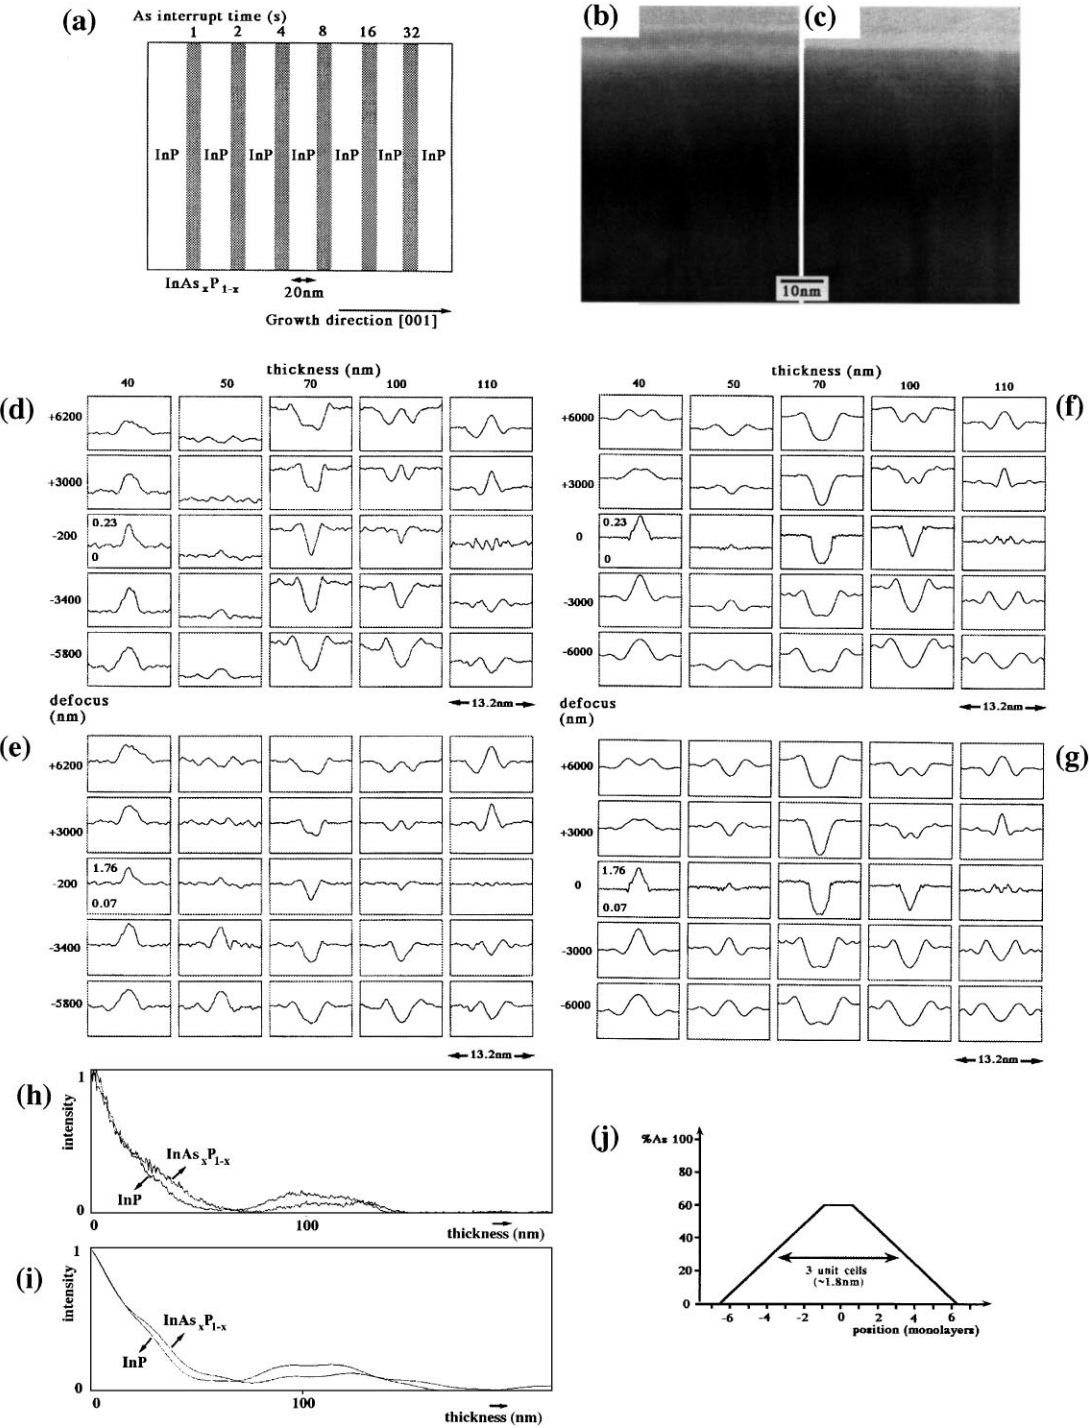 (a)
As interrupt time (s)
1 2 4 8 16 32
InP InP InP InP InP InP InP
InAsxP1-x
20nm
Growth direction [001]
(b)
(c)
10nm
(d)
thickness (nm)
40 50 70 100 110
+6200
+3000
-200
0.23
0
-3400
-5800
defocus
(nm)
13.2nm
(f)
thickness (nm)
40 50 70 100 110
+6000
+3000
0
0.23
0
-3000
-6000
defocus
(nm)
13.2nm
(e)
+6200
+3000
-200
1.76
0.07
-3400
-5800
13.2nm
(g)
+6000
+3000
0
1.76
0.07
-3000
-6000
13.2nm
(h)
1
intensity
InAsxP1-x
InP
0
0 100
thickness (nm)
(i)
1
intensity
InAsxP1-x
InP
0
0 100
thickness (nm)
(j)
%As 100
80
60
40
20
0
3 unit cells
(~1.8nm)
-6 -4 -2 0 2 4 6
position (monolayers)